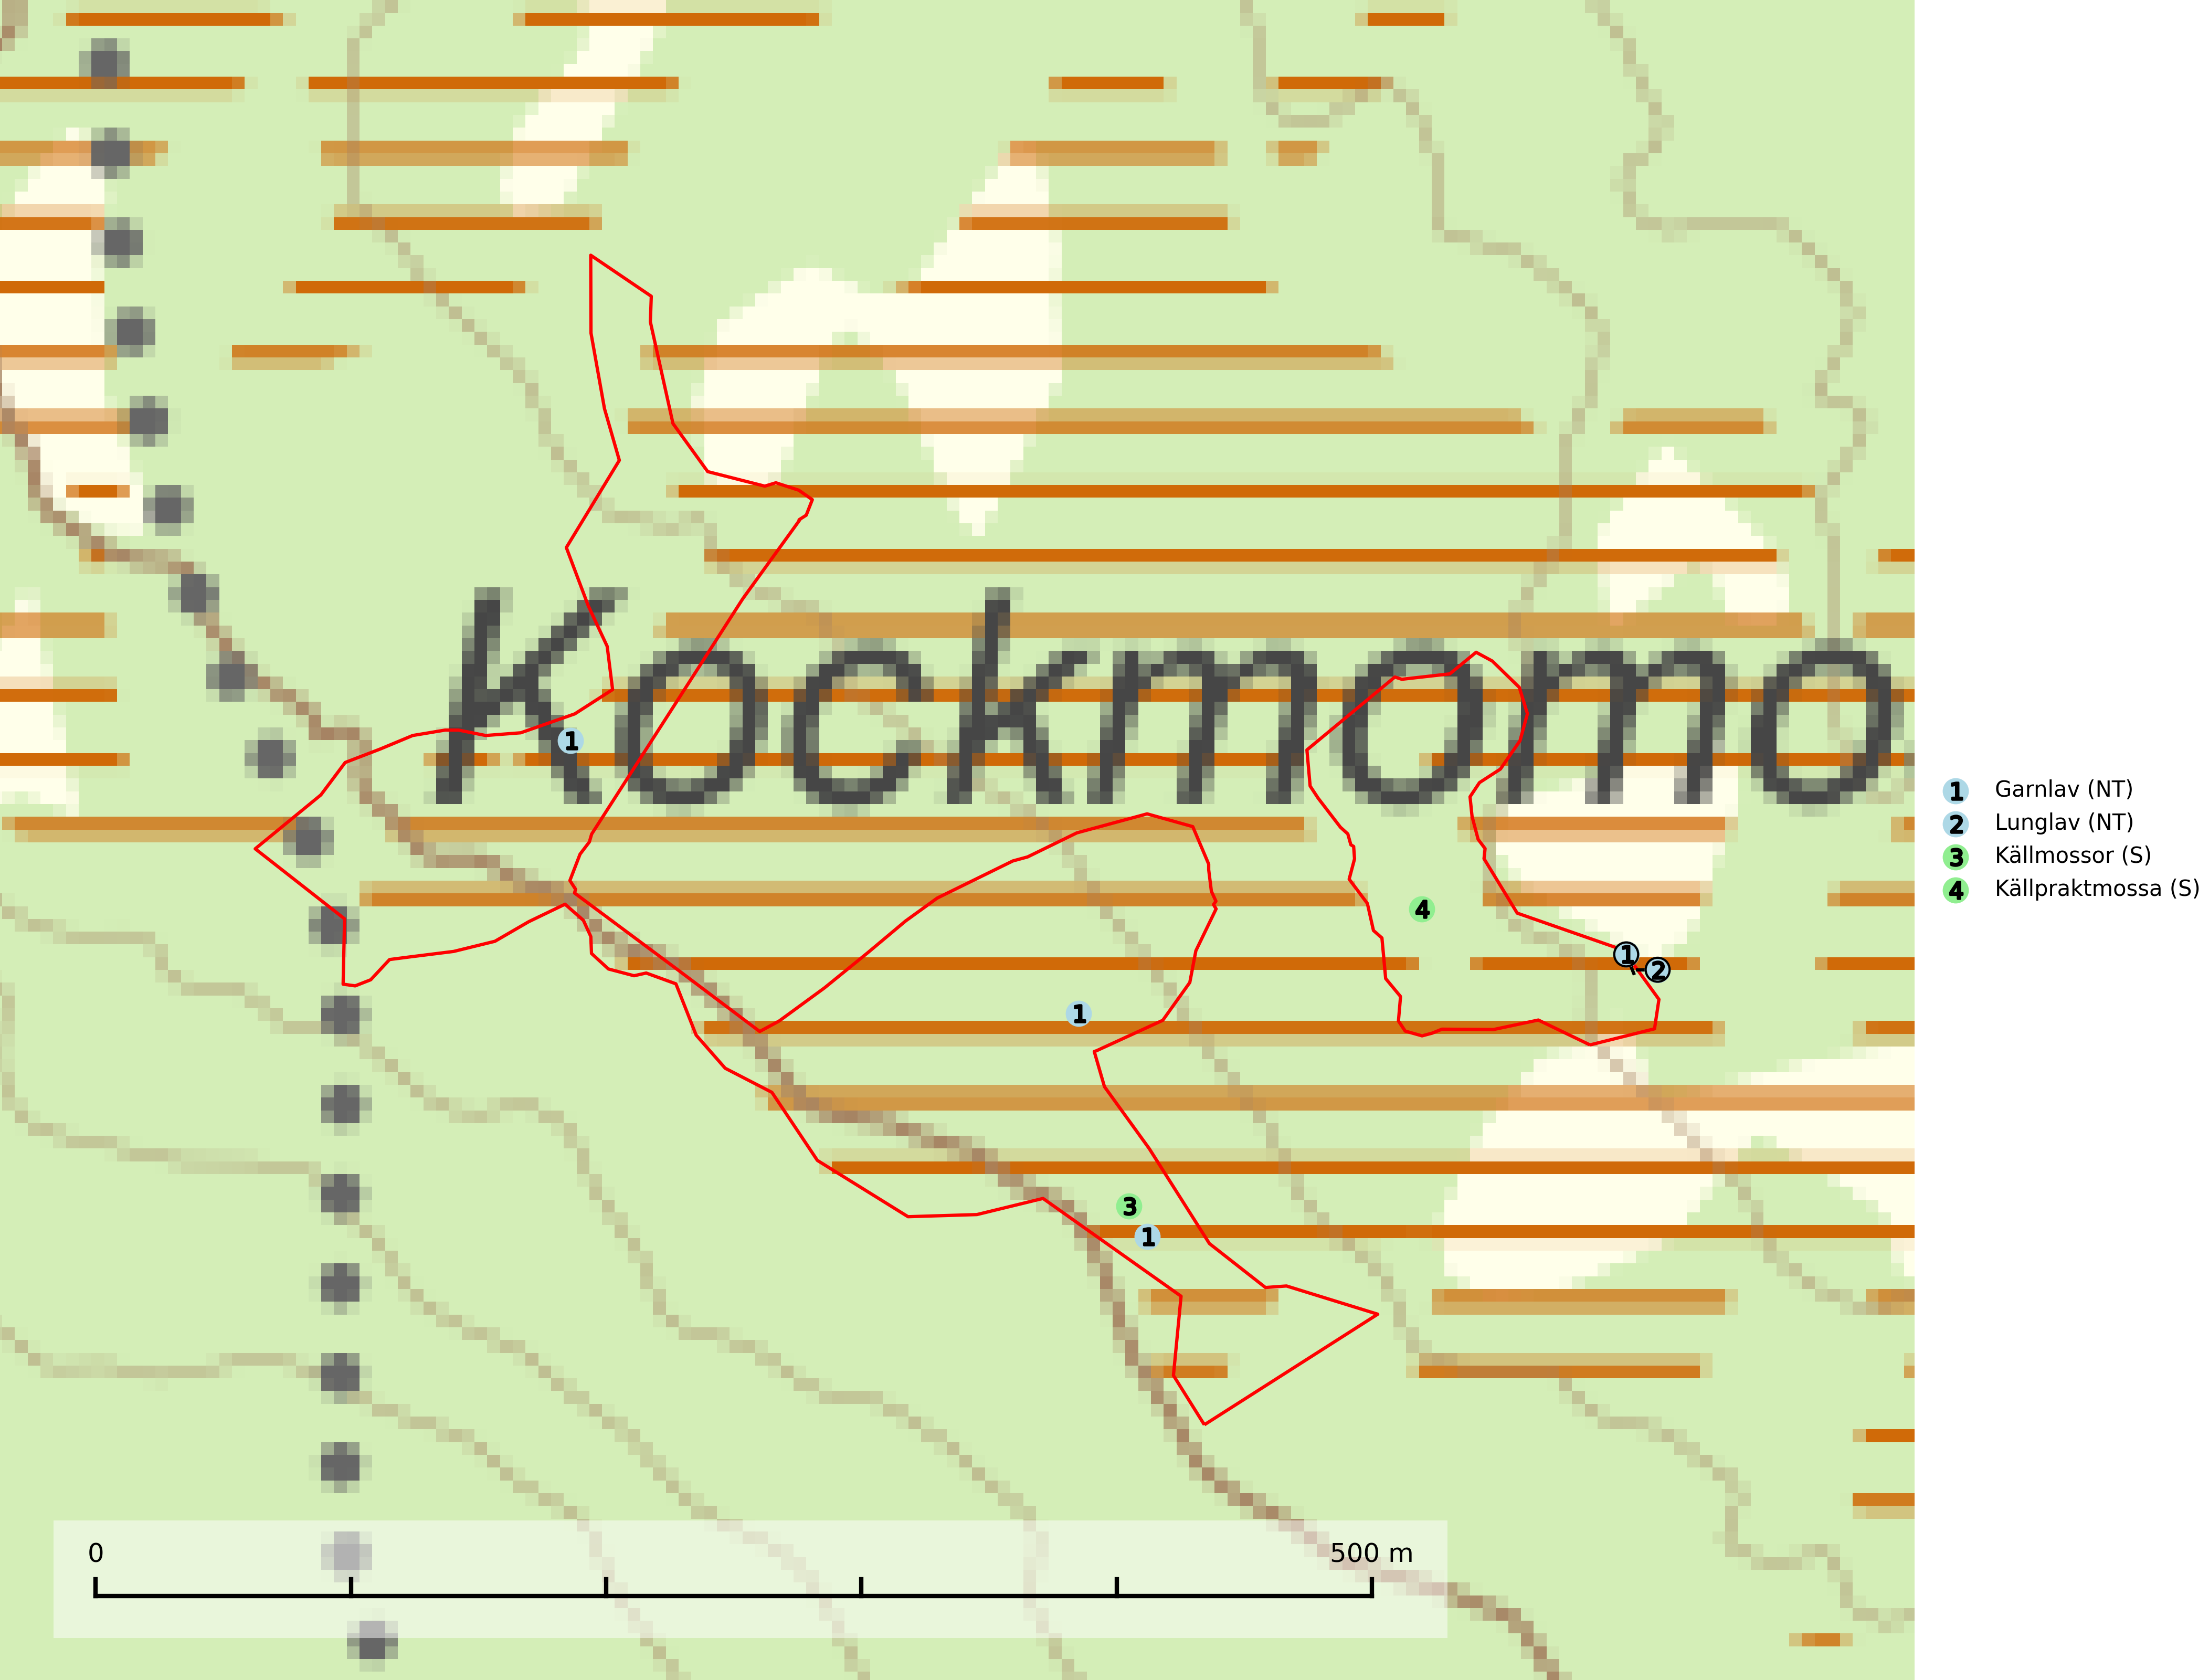 Kockmomo
1
1
2
4
1
3
1
1 Garnlav (NT)
2 Lunglav (NT)
3 Källmossor (S)
4 Källpraktmossa (S)
0 500 m